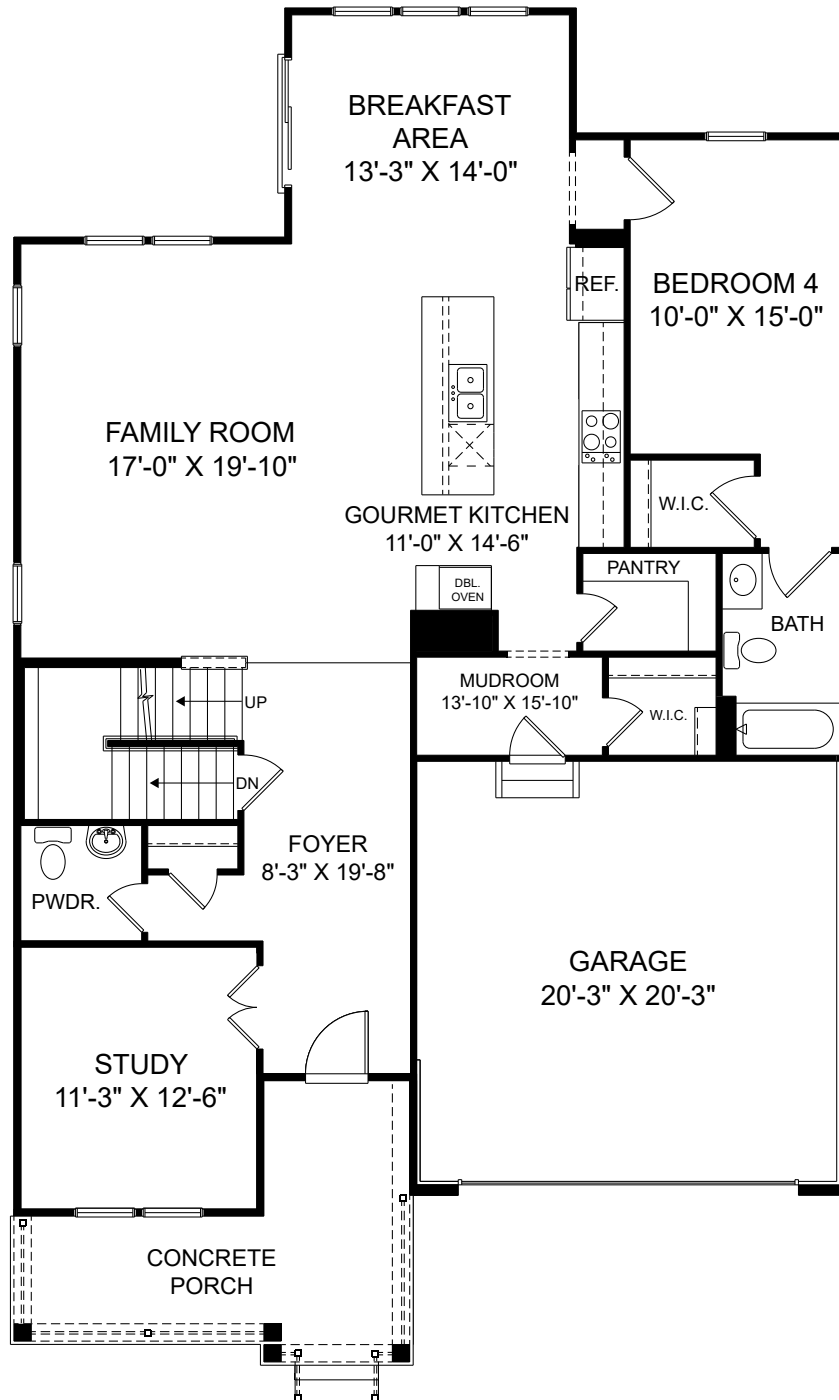 BREAKFAST
AREA
13'-3" X 14'-0"
REF.
BEDROOM 4
10'-0" X 15'-0"
FAMILY ROOM
17'-0" X 19'-10"
W.I.C.
GOURMET KITCHEN
11'-0" X 14'-6"
PANTRY
DBL.
OVEN
BATH
MUDROOM
13'-10" X 15'-10"
UP
W.I.C.
DN
FOYER
8'-3" X 19'-8"
PWDR.
GARAGE
20'-3" X 20'-3"
STUDY
11'-3" X 12'-6"
CONCRETE
PORCH